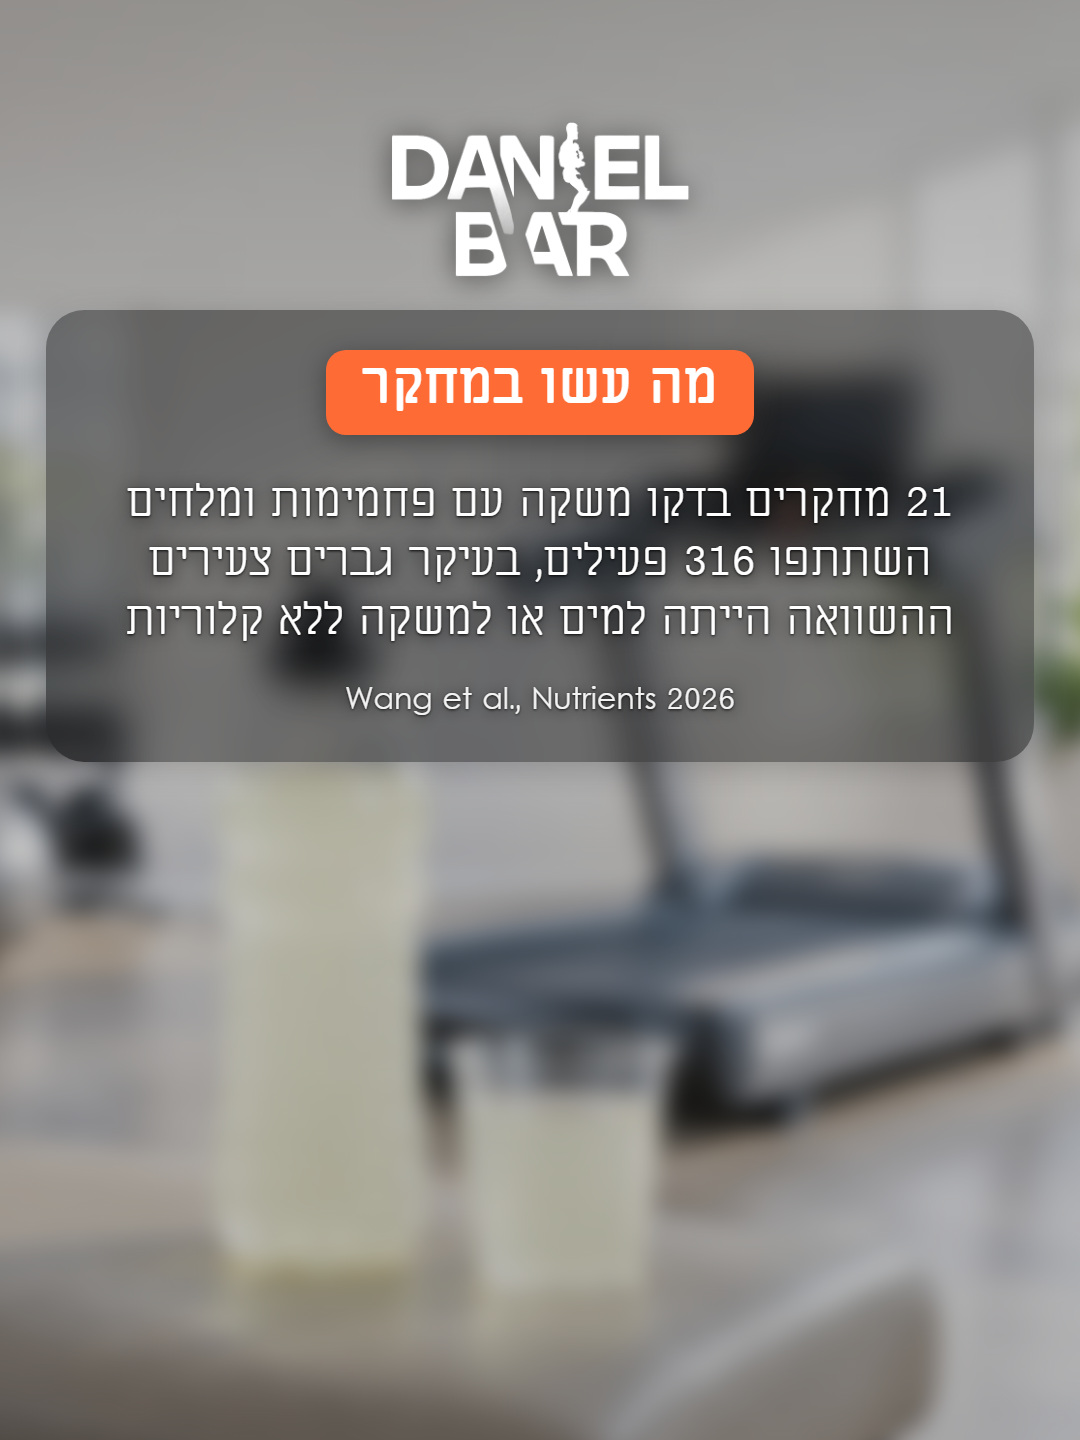 DANIEL
BAR
מה עשו במחקר
21 מחקרים בדקו משקה עם פחמימות ומלחים
השתתפו 316 פעילים, בעיקר גברים צעירים
ההשוואה הייתה למים או למשקה ללא קלוריות
Wang et al., Nutrients 2026